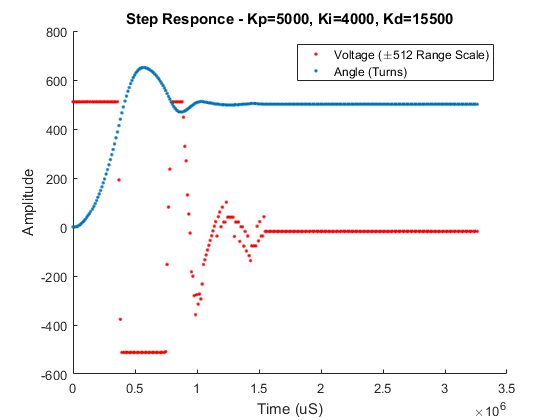 Step Responce - Kp=5000, Ki=4000, Kd=15500
800
Voltage (±512 Range Scale)
Angle (Turns)
600
400
200
Amplitude
0
-200
-400
-600
0 0.5 1 1.5 2 2.5 3 3.5
Time (uS)
×10⁶